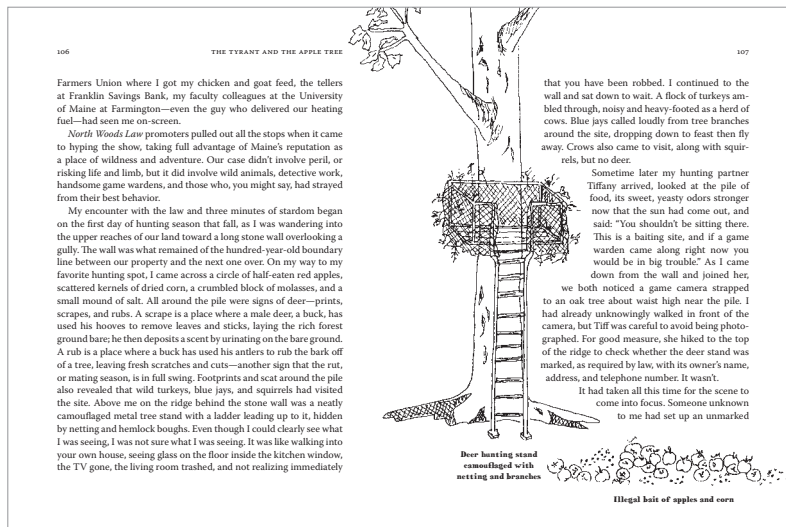 106
THE TYRANT AND THE APPLE TREE
Farmers Union where I got my chicken and goat feed, the tellers
at Franklin Savings Bank, my faculty colleagues at the University
of Maine at Farmington—even the guy who delivered our heating
fuel—had seen me on-screen.
North Woods Law promoters pulled out all the stops when it came
to hyping the show, taking full advantage of Maine's reputation as
a place of wildness and adventure. Our case didn't involve peril, or
risking life and limb, but it did involve wild animals, detective work,
handsome game wardens, and those who, you might say, had strayed
from their best behavior.
My encounter with the law and three minutes of stardom began
on the first day of hunting season that fall, as I was wandering into
the upper reaches of our land toward a long stone wall overlooking a
gully. The wall was what remained of the hundred-year-old boundary
line between our property and the next one over. On my way to my
favorite hunting spot, I came across a circle of half-eaten red apples,
scattered kernels of dried corn, a crumbled block of molasses, and a
small mound of salt. All around the pile were signs of deer—prints,
scrapes, and rubs. A scrape is a place where a male deer, a buck, has
used his hooves to remove leaves and sticks, laying the rich forest
ground bare; he then deposits a scent by urinating on the bare ground.
A rub is a place where a buck has used his antlers to rub the bark off
of a tree, leaving fresh scratches and cuts—another sign that the rut,
or mating season, is in full swing. Footprints and scat around the pile
also revealed that wild turkeys, blue jays, and squirrels had visited
the site. Above me on the ridge behind the stone wall was a neatly
camouflaged metal tree stand with a ladder leading up to it, hidden
by netting and hemlock boughs. Even though I could clearly see what
I was seeing, I was not sure what I was seeing. It was like walking into
your own house, seeing glass on the floor inside the kitchen window,
the TV gone, the living room trashed, and not realizing immediately
107
that you have been robbed. I continued to the
wall and sat down to wait. A flock of turkeys am-
bled through, noisy and heavy-footed as a herd of
cows. Blue jays called loudly from tree branches
around the site, dropping down to feast then fly
away. Crows also came to visit, along with squir-
rels, but no deer.
Sometime later my hunting partner
Tiffany arrived, looked at the pile of
food, its sweet, yeasty odors stronger
now that the sun had come out, and
said: "You shouldn't be sitting there.
This is a baiting site, and if a game
warden came along right now you
would be in big trouble." As I came
down from the wall and joined her,
we both noticed a game camera strapped
to an oak tree about waist high near the pile. I
had already unknowingly walked in front of the
camera, but Tiff was careful to avoid being photo-
graphed. For good measure, she hiked to the top
of the ridge to check whether the deer stand was
marked, as required by law, with its owner's name,
address, and telephone number. It wasn't.
It had taken all this time for the scene to
come into focus. Someone unknown
to me had set up an unmarked
Deer hunting stand
camouflaged with
netting and branches
Illegal bait of apples and corn